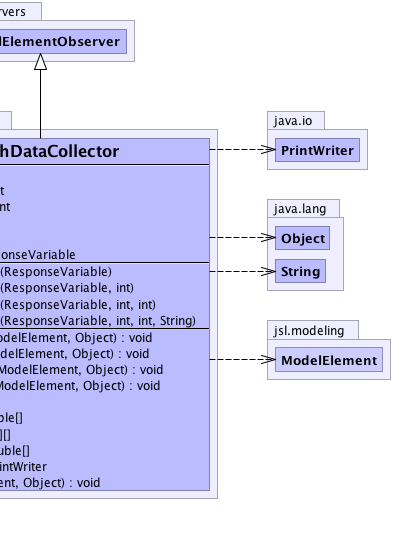 rvers
lElementObserver
hDataCollector
t
nt
onseVariable
(ResponseVariable)
(ResponseVariable, int)
(ResponseVariable, int, int)
(ResponseVariable, int, int, String)
odelElement, Object) : void
delElement, Object) : void
ModelElement, Object) : void
ModelElement, Object) : void
ble[]
][]
uble[]
rintWriter
ent, Object) : void
java.io
PrintWriter
java.lang
Object
String
jsl.modeling
ModelElement